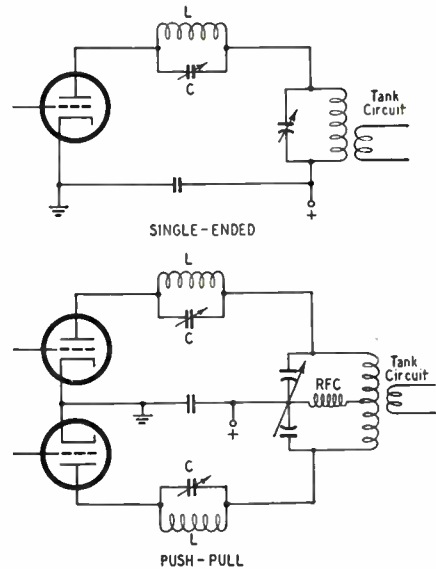 L
C
Tank
Circuit
+
SINGLE-ENDED
L
C
Tank
Circuit
RFC
+
C
L
PUSH-PULL